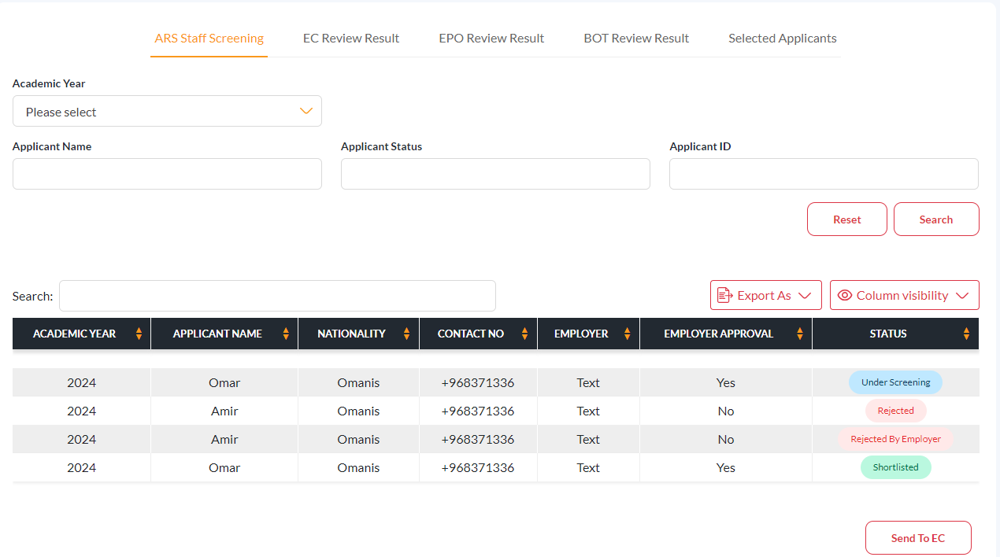 ARS Staff Screening EC Review Result EPO Review Result BOT Review Result Selected Applicants
Academic Year
Please select
Applicant Name Applicant Status Applicant ID
Reset Search
Search: Export As Column visibility
ACADEMIC YEAR APPLICANT NAME NATIONALITY CONTACT NO EMPLOYER EMPLOYER APPROVAL STATUS
2024 Omar Omanis +968371336 Text Yes Under Screening
2024 Amir Omanis +968371336 Text No Rejected
2024 Amir Omanis +968371336 Text No Rejected By Employer
2024 Omar Omanis +968371336 Text Yes Shortlisted
Send To EC